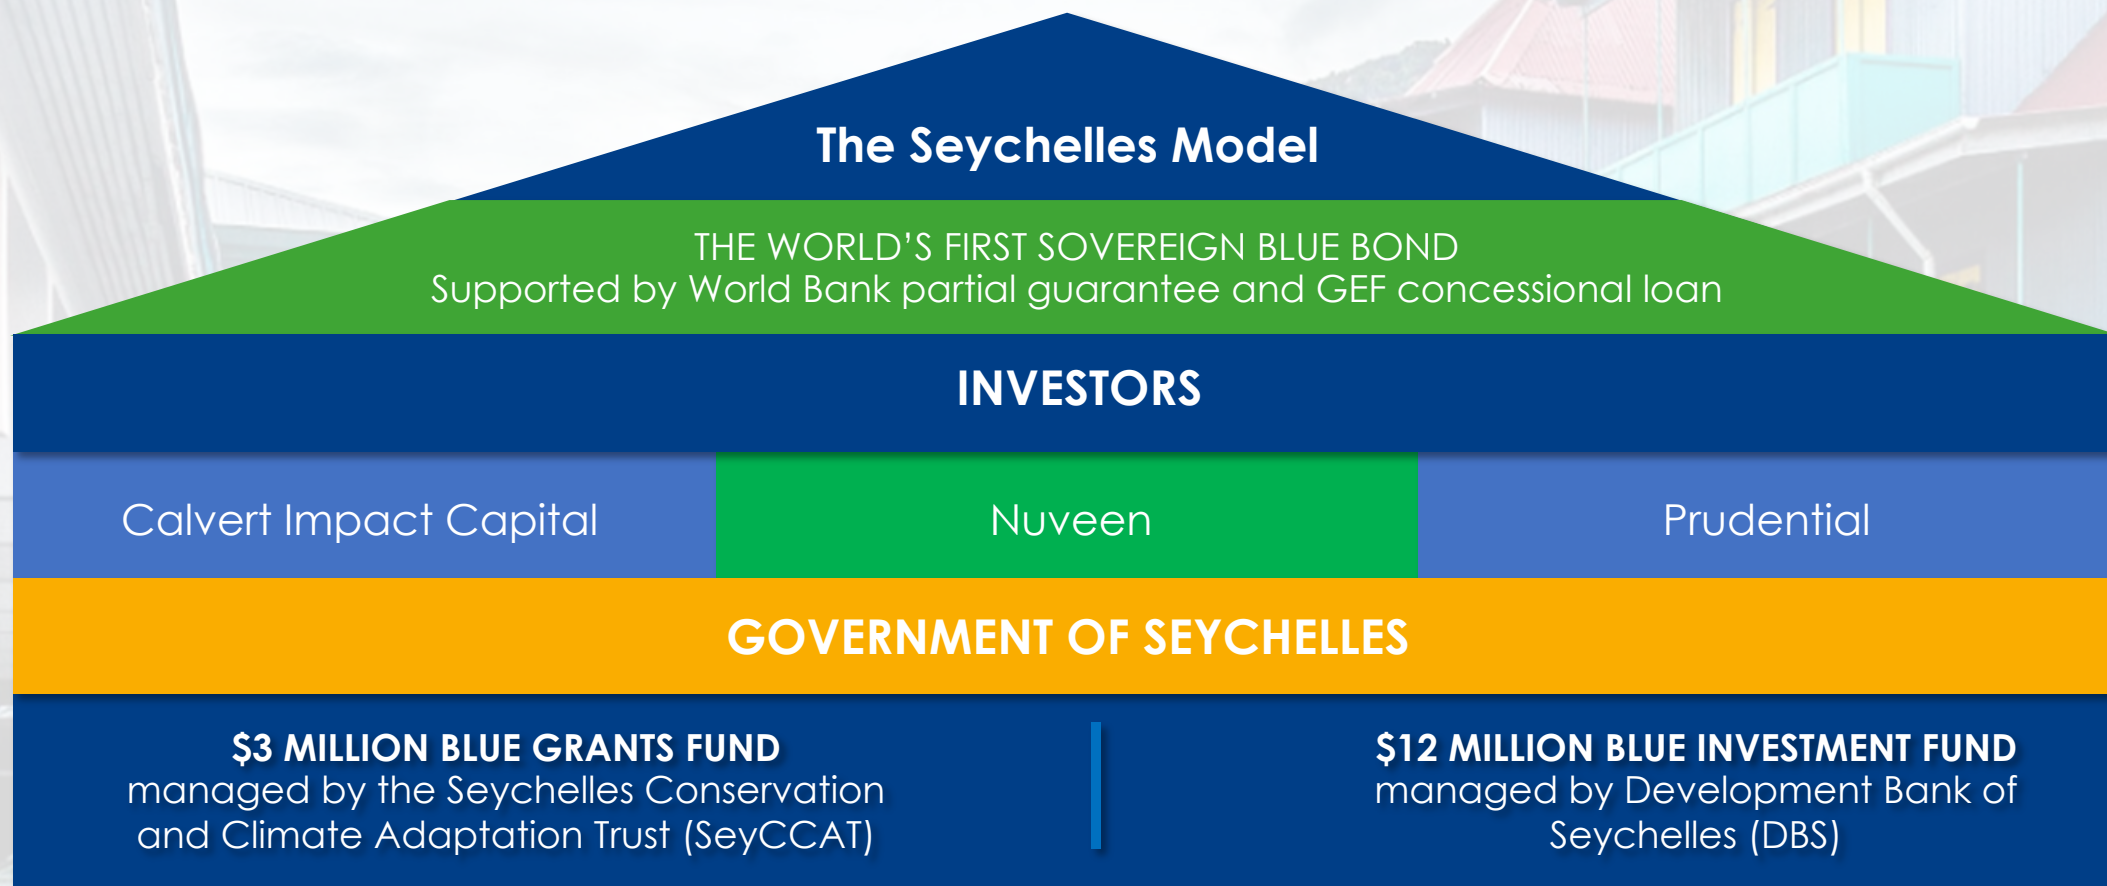 The Seychelles Model
THE WORLD’S FIRST SOVEREIGN BLUE BOND
Supported by World Bank partial guarantee and GEF concessional loan
INVESTORS
Calvert Impact Capital
Nuveen
Prudential
GOVERNMENT OF SEYCHELLES
$3 MILLION BLUE GRANTS FUND
managed by the Seychelles Conservation
and Climate Adaptation Trust (SeyCCAT)
$12 MILLION BLUE INVESTMENT FUND
managed by Development Bank of
Seychelles (DBS)